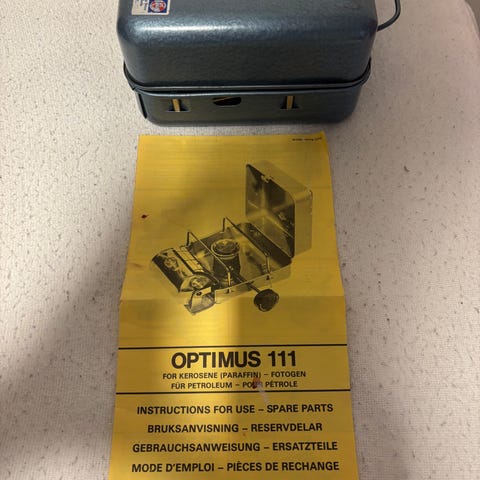 OPTIMUS 111
FOR KEROSENE (PARAFFIN) – FOTOGEN
FÜR PETROLEUM – POUR PÉTROLE
INSTRUCTIONS FOR USE – SPARE PARTS
BRUKSANVISNING – RESERVDELAR
GEBRAUCHSANWEISUNG – ERSATZTEILE
MODE D'EMPLOI – PIÈCES DE RECHANGE